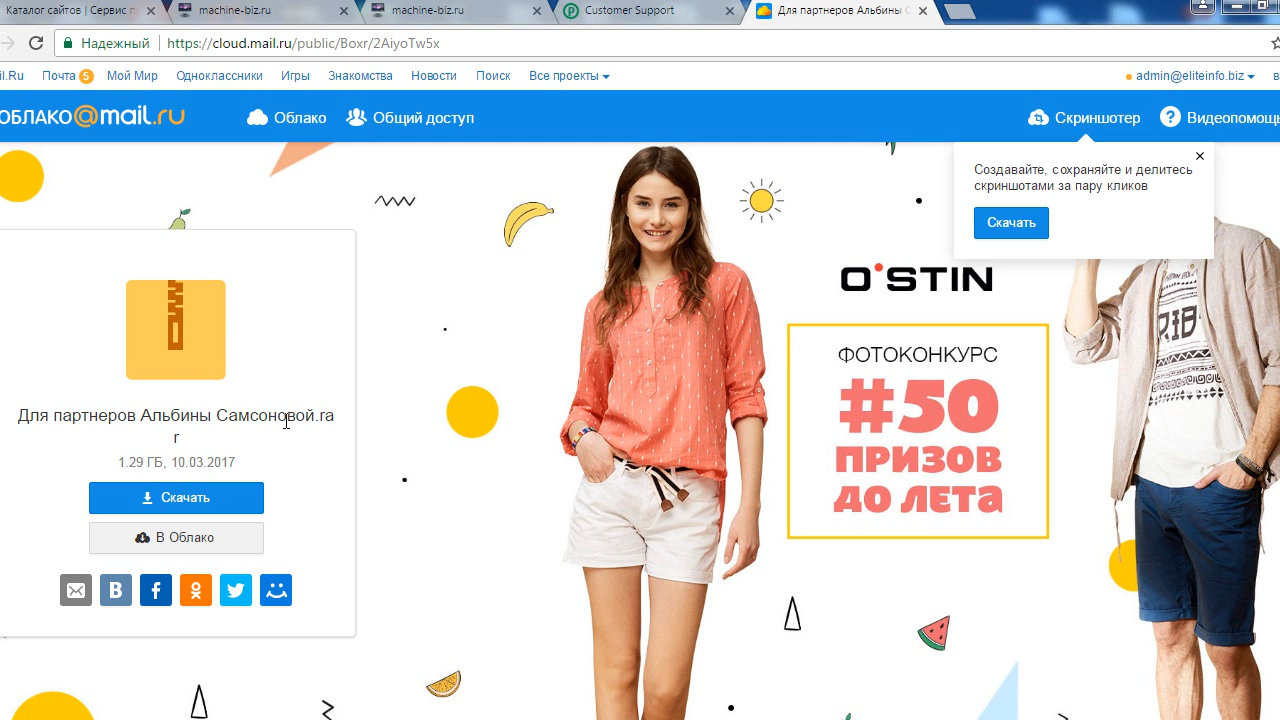 Каталог сайтов | Сервис п
machine-biz.ru
machine-biz.ru
Customer Support
Для партнеров Альбины С
Надежный
https://cloud.mail.ru/public/Boxr/2AiyoTw5x
il.Ru Почта 5 Мой Мир Одноклассники Игры Знакомства Новости Поиск Все проекты
admin@eliteinfo.biz
ОБЛАКО@mail.ru
Облако
Общий доступ
Скриншотер
Видеопомощь
Создавайте, сохраняйте и делитесь
скриншотами за пару кликов
Скачать
Для партнеров Альбины Самсоновой.ra
r
1.29 ГБ, 10.03.2017
Скачать
В Облако
O'STIN
ФОТОКОНКУРС
#50
ПРИЗОВ
ДО ЛЕТА